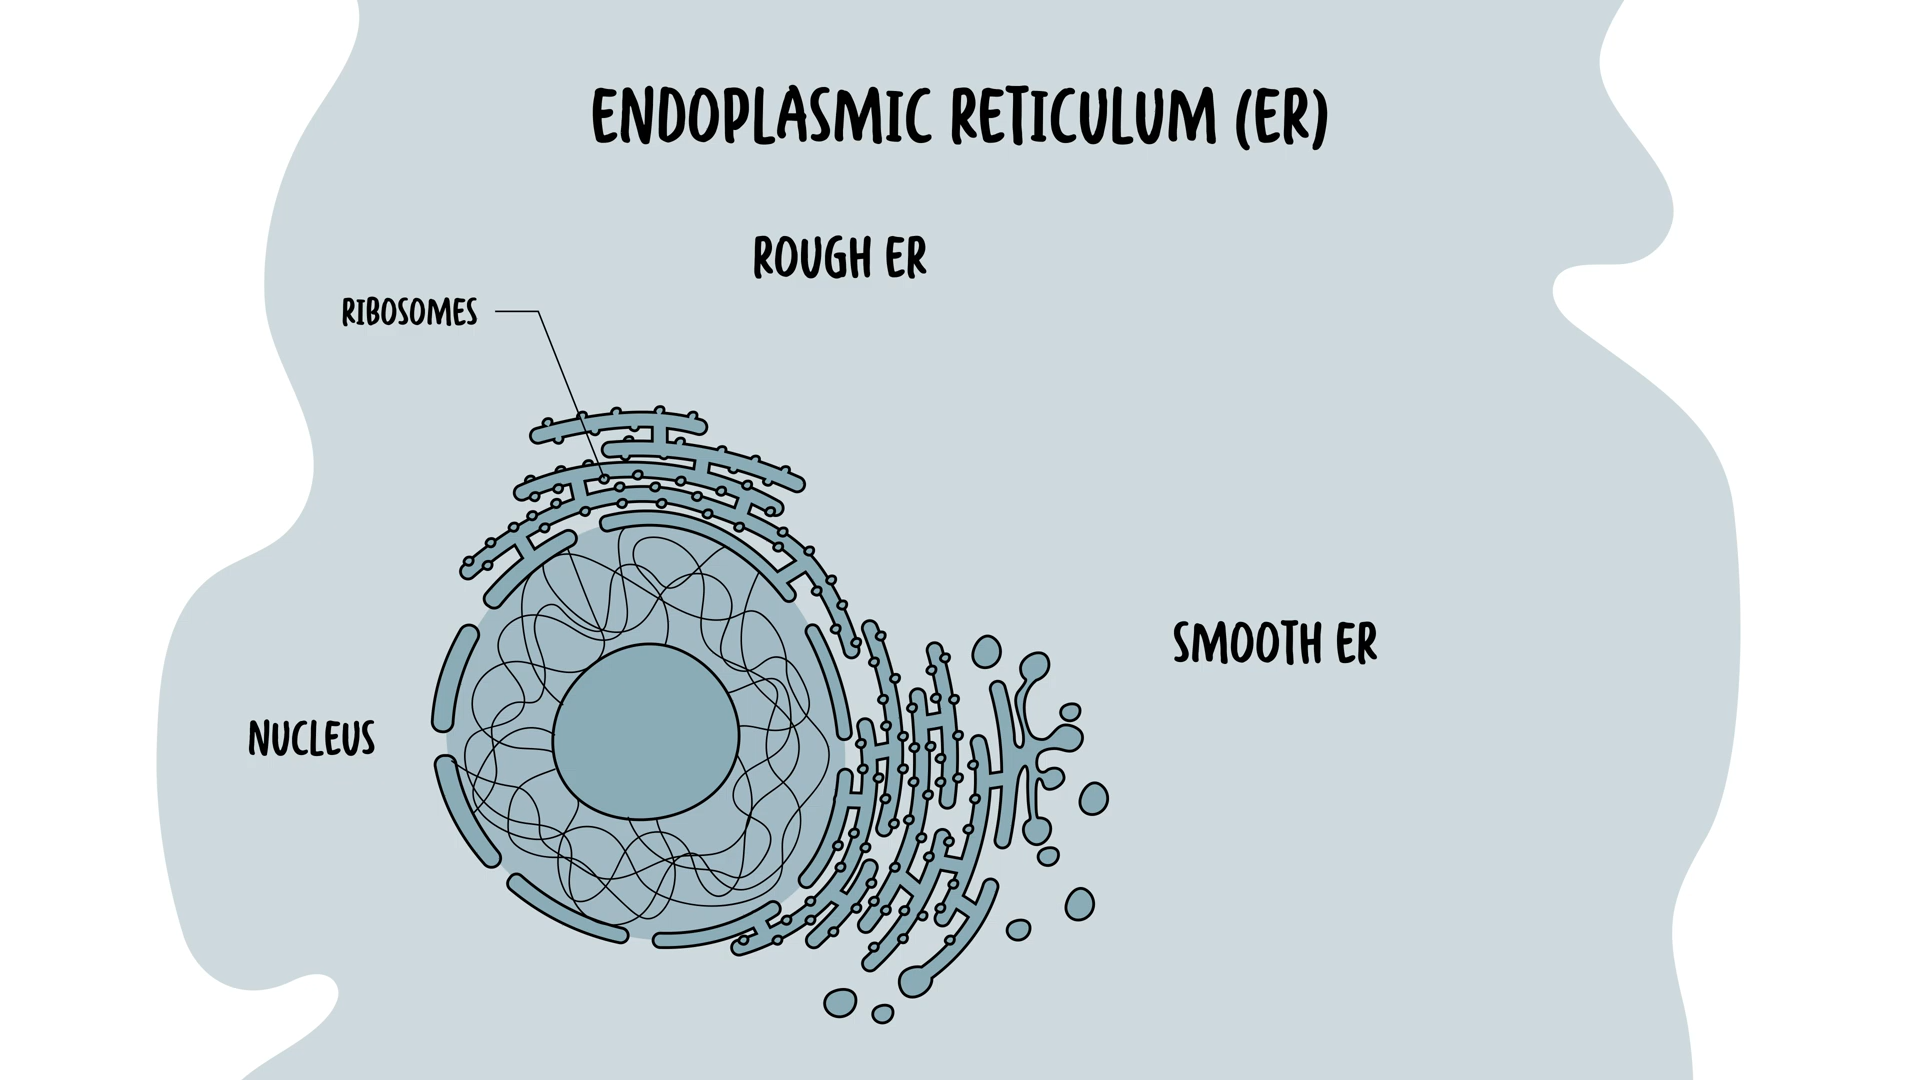 ENDOPLASMIC RETICULUM (ER)
ROUGH ER
RIBOSOMES
SMOOTH ER
NUCLEUS